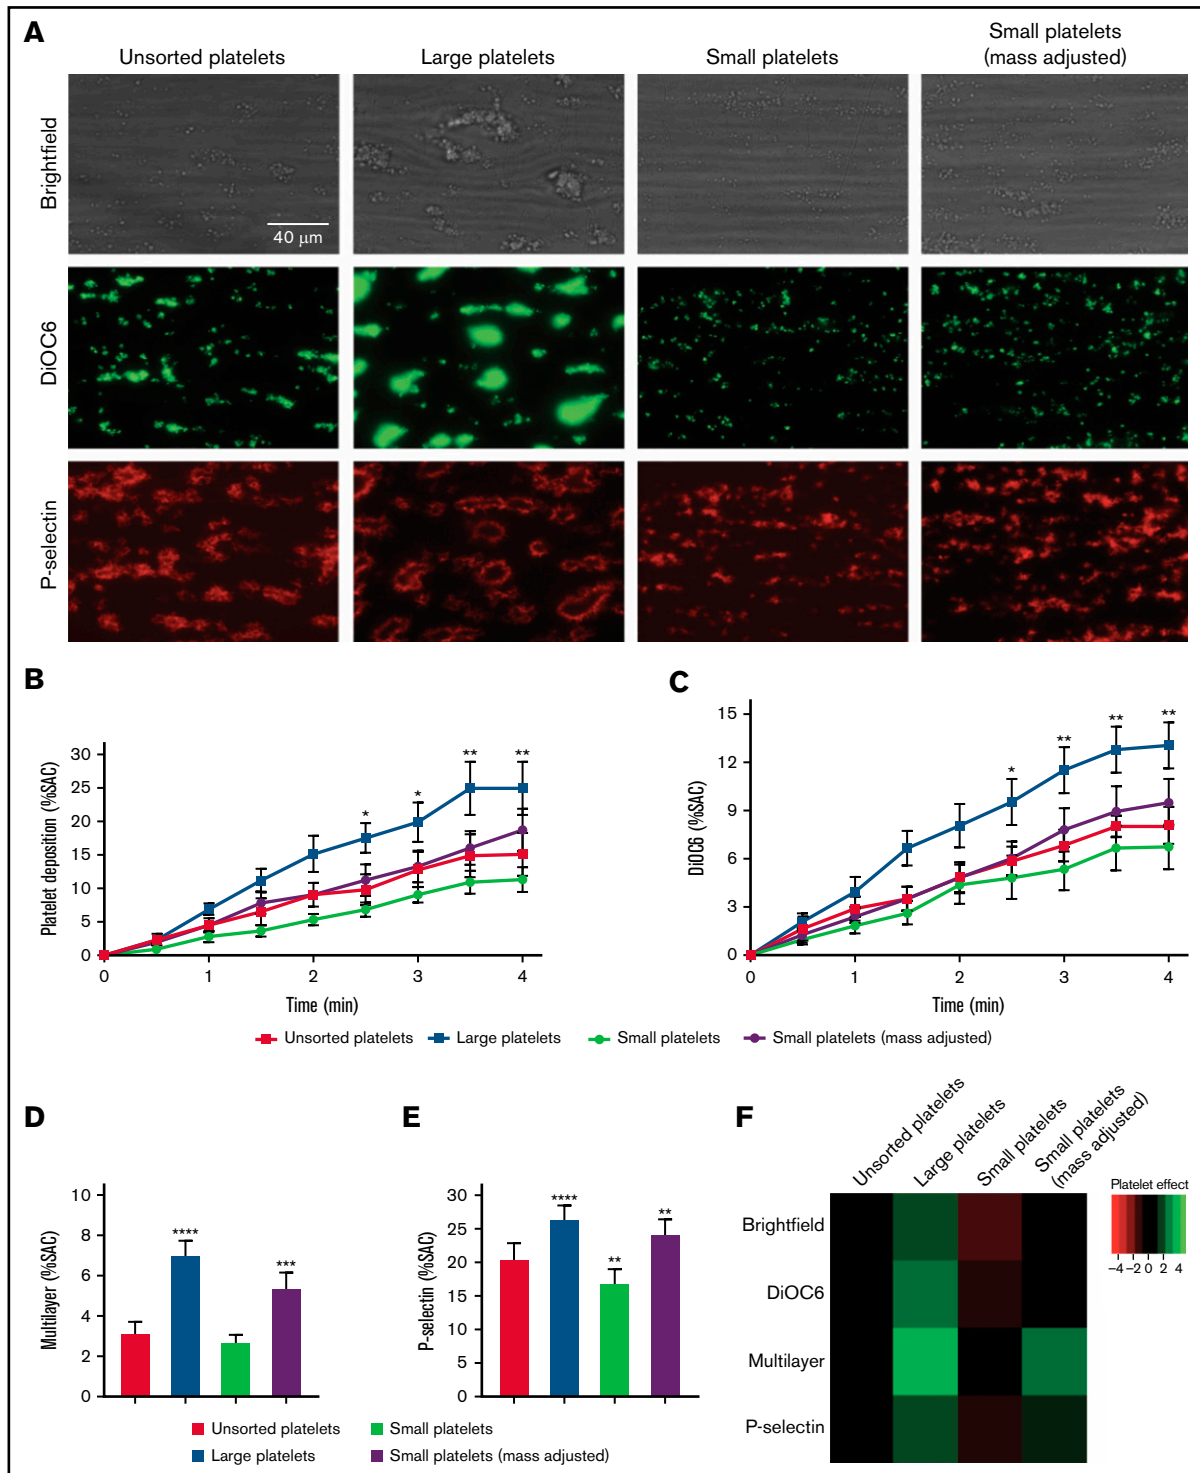 A
Unsorted platelets
Large platelets
Small platelets
Small platelets
(mass adjusted)
Brightfield
40 μm
DiOC6
P-selectin
B
Platelet deposition (%SAC)
30
25
20
15
10
5
0
* * ** **
0 1 2 3 4
Time (min)
C
DiOC6 (%SAC)
15
12
9
6
3
0
* ** ** **
0 1 2 3 4
Time (min)
Unsorted platelets
Large platelets
Small platelets
Small platelets (mass adjusted)
D
Multilayer (%SAC)
10
8
6
4
2
0
**** ***
E
P-selectin (%SAC)
30
25
20
15
10
5
0
**** ** **
Unsorted platelets
Small platelets
Large platelets
Small platelets (mass adjusted)
F
Unsorted platelets
Large platelets
Small platelets
Small platelets
(mass adjusted)
Brightfield
DiOC6
Multilayer
P-selectin
Platelet effect
−4 −2 0 2 4